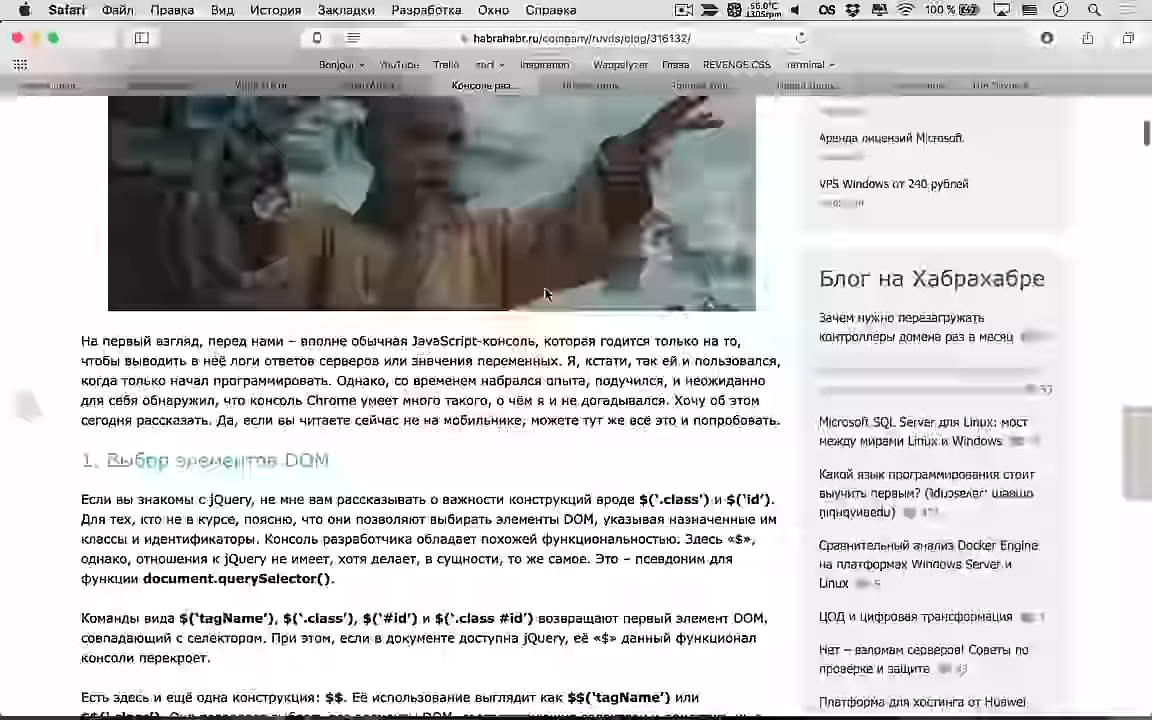 Safari Файл Правка Вид История Закладки Разработка Окно Справка 100 %
habrahabr.ru/company/ruvds/blog/316132/
Bonjour YouTube Trello Inspiration Wappalyzer REVENGE.CSS Terminal
Консоль раз...
Аренда лицензий Microsoft.
VPS Windows от 240 рублей
Блог на Хабрахабре
Зачем нужно перезагружать
контроллеры домена раз в месяц
На первый взгляд, перед нами – вполне обычная JavaScript-консоль, которая годится только на то,
чтобы выводить в неё логи ответов серверов или значения переменных. Я, кстати, так ей и пользовался,
когда только начал программировать. Однако, со временем набрался опыта, подучился, и неожиданно
для себя обнаружил, что консоль Chrome умеет много такого, о чём я и не догадывался. Хочу об этом
сегодня рассказать. Да, если вы читаете сейчас не на мобильнике, можете тут же всё это и попробовать.
1. Выбор элементов DOM
Если вы знакомы с jQuery, не мне вам рассказывать о важности конструкций вроде $('.class') и $('id').
Для тех, кто не в курсе, поясню, что они позволяют выбирать элементы DOM, указывая назначенные им
классы и идентификаторы. Консоль разработчика обладает похожей функциональностью. Здесь «$»,
однако, отношения к jQuery не имеет, хотя делает, в сущности, то же самое. Это – псевдоним для
функции document.querySelector().
Команды вида $('tagName'), $('.class'), $('#id') и $('.class #id') возвращают первый элемент DOM,
совпадающий с селектором. При этом, если в документе доступна jQuery, её «$» данный функционал
консоли перекроет.
Есть здесь и ещё одна конструкция: $$. Её использование выглядит как $$('tagName') или
Microsoft SQL Server для Linux: мост
между мирами Linux и Windows
Какой язык программирования стоит
выучить первым?
Сравнительный анализ Docker Engine
на платформах Windows Server и
Linux
ЦОД и цифровая трансформация
Нет – взломам серверов! Советы по
проверке и защите
Платформа для хостинга от Huawei